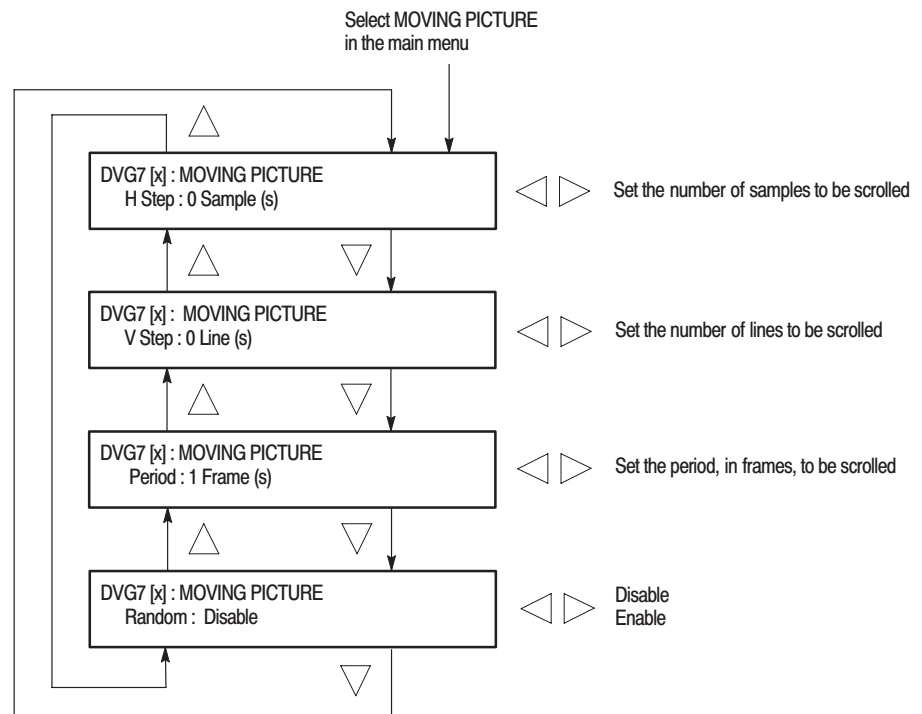 Select MOVING PICTURE
in the main menu
DVG7 [x] : MOVING PICTURE
H Step : 0 Sample (s)
Set the number of samples to be scrolled
DVG7 [x] :  MOVING PICTURE
V Step : 0 Line (s)
Set the number of lines to be scrolled
DVG7 [x] : MOVING PICTURE
Period : 1 Frame (s)
Set the period, in frames, to be scrolled
DVG7 [x] : MOVING PICTURE
Random :  Disable
Disable
Enable